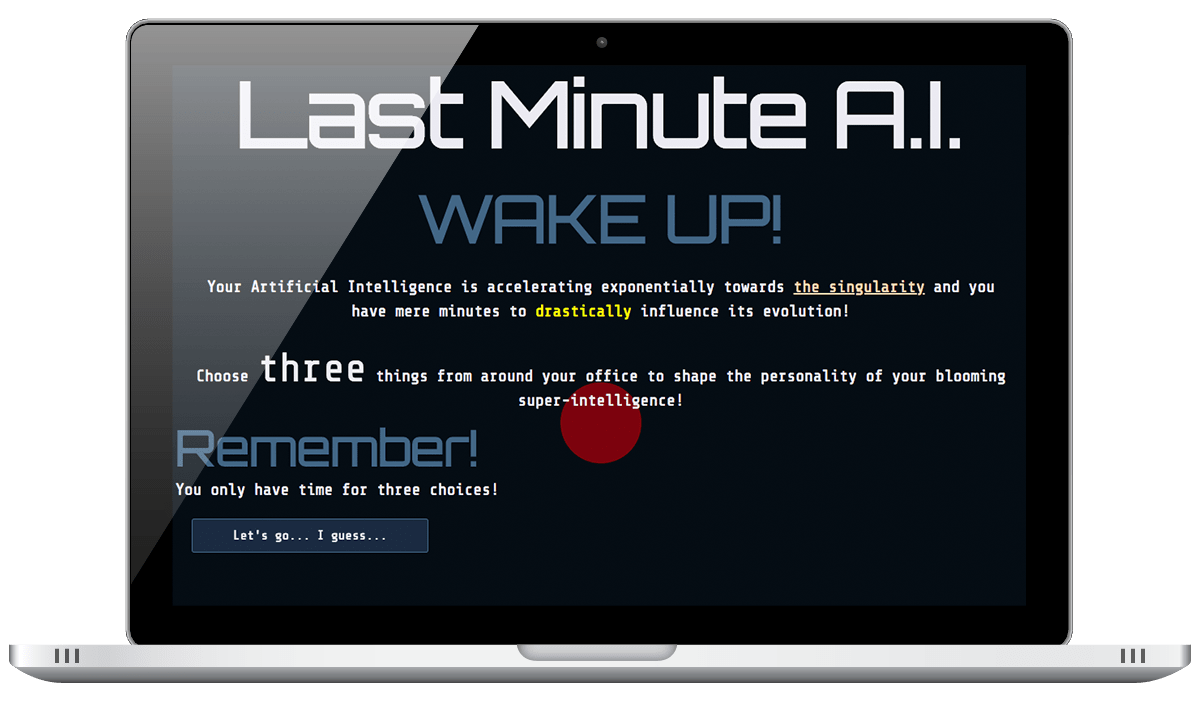 Last Minute A.I.
WAKE UP!
Your Artificial Intelligence is accelerating exponentially towards the singularity and you
have mere minutes to drastically influence its evolution!
Choose three things from around your office to shape the personality of your blooming
super-intelligence!
Remember!
You only have time for three choices!
Let's go... I guess...